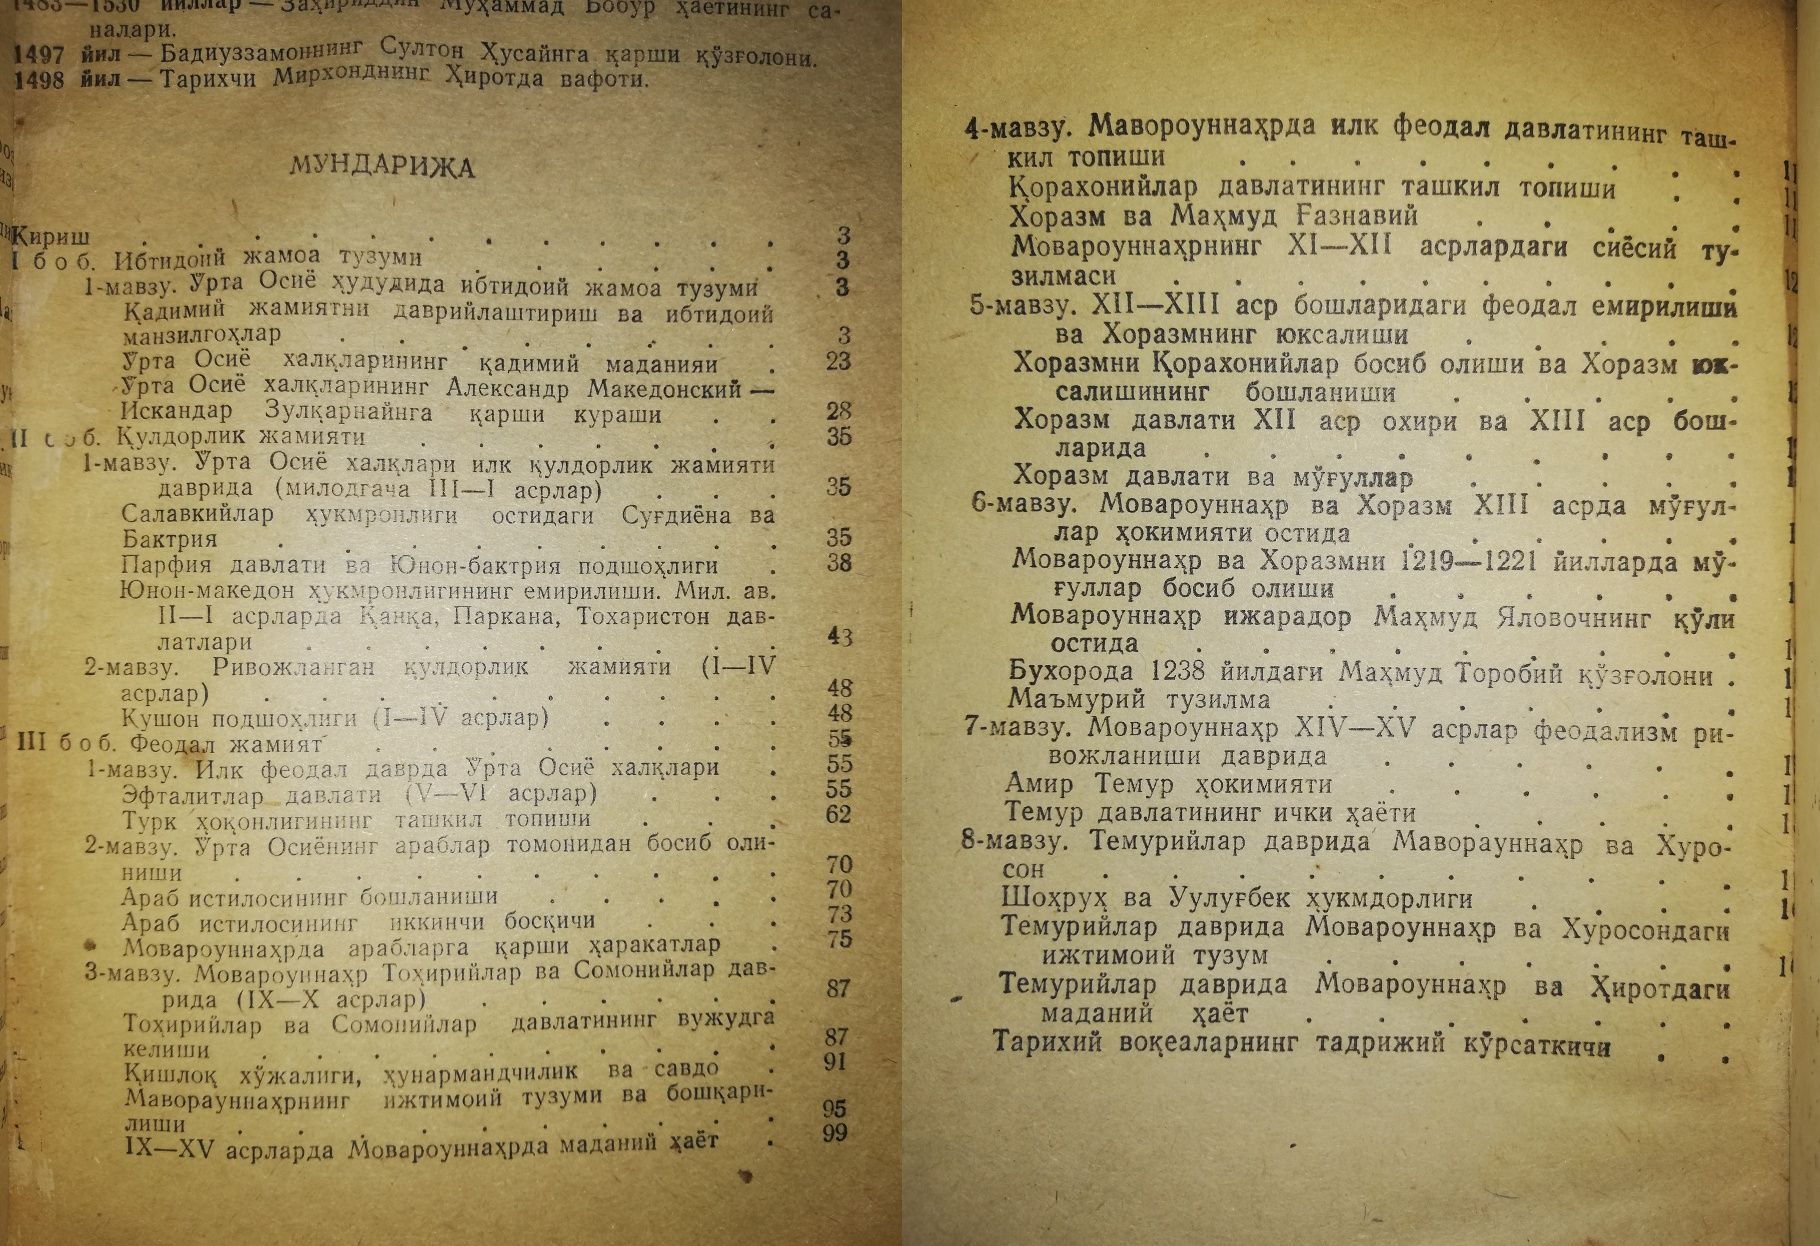 1483—1530 йиллар — Заҳириддин Муҳаммад Бобур ҳаётининг са-
налари.
1497 йил — Бадиуззамоннинг Султон Ҳусайнга қарши қўзғолони.
1498 йил — Тарихчи Мирхонднинг Ҳиротда вафоти.
МУНДАРИЖА
Кириш . . . . . . . . . . . . 3
I боб. Ибтидоий жамоа тузуми . . . . . . 3
1-мавзу. Ўрта Осиё ҳудудида ибтидоий жамоа тузуми . 3
Қадимий жамиятни даврийлаштириш ва ибтидоий
манзилгоҳлар . . . . . . . . 3
Ўрта Осиё халқларининг қадимий маданияи . 23
Ўрта Осиё халқларининг Александр Македонский —
Искандар Зулқарнайнга қарши кураши . . 28
II боб. Қулдорлик жамияти . . . . . . . 35
1-мавзу. Ўрта Осиё халқлари илк қулдорлик жамияти
даврида (милодгача III—I асрлар) . . . 35
Салавкийлар ҳукмронлиги остидаги Суғдиёна ва
Бактрия . . . . . . . . . 35
Парфия давлати ва Юнон-бактрия подшоҳлиги . 38
Юнон-македон ҳукмронлигининг емирилиши. Мил. ав.
II—I асрларда Қанқа, Паркана, Тохаристон дав-
латлари . . . . . . . . . 43
2-мавзу. Ривожланган қулдорлик жамияти (I—IV
асрлар) . . . . . . . . . 48
Кушон подшоҳлиги (I—IV асрлар) . . . . 48
III боб. Феодал жамият . . . . . . . . 55
1-мавзу. Илк феодал даврда Ўрта Осиё халқлари . 55
Эфталитлар давлати (V—VI асрлар) . . . 55
Турк ҳоқонлигининг ташкил топиши . . . 62
2-мавзу. Ўрта Осиёнинг араблар томонидан босиб оли-
ниши . . . . . . . . . . 70
Араб истилосининг бошланиши . . . . . 70
Араб истилосининг иккинчи босқичи . . . 73
Мовароуннаҳрда арабларга қарши ҳаракатлар . 75
3-мавзу. Мовароуннаҳр Тоҳирийлар ва Сомонийлар дав-
рида (IX—X асрлар) . . . . . . 87
Тоҳирийлар ва Сомонийлар давлатининг вужудга
келиши . . . . . . . . . . 87
Қишлоқ хўжалиги, ҳунармандчилик ва савдо . 91
Маворауннаҳрнинг ижтимоий тузуми ва бошқари-
лиши . . . . . . . . . . 95
IX—XV асрларда Мовароуннаҳрда маданий ҳаёт . 99
4-мавзу. Мавороуннаҳрда илк феодал давлатининг таш-
кил топиши . . . . . . . . .
Қорахонийлар давлатининг ташкил топиши . .
Хоразм ва Маҳмуд Ғазнавий . . . . .
Мовароуннаҳрнинг XI—XII асрлардаги сиёсий ту-
зилмаси . . . . . . . . . .
5-мавзу. XII—XIII аср бошларидаги феодал емирилиши
ва Хоразмнинг юксалиши . . . . .
Хоразмни Қорахонийлар босиб олиши ва Хоразм юк-
салишининг бошланиши . . . . .
Хоразм давлати XII аср охири ва XIII аср бош-
ларида . . . . . . . . .
Хоразм давлати ва мўғуллар . . . . .
6-мавзу. Мовароуннаҳр ва Хоразм XIII асрда мўғул-
лар ҳокимияти остида . . . . . .
Мовароуннаҳр ва Хоразмни 1219—1221 йилларда мў-
ғуллар босиб олиши . . . . . .
Мовароуннаҳр ижарадор Маҳмуд Яловочнинг қўли
остида . . . . . . . . .
Бухорода 1238 йилдаги Маҳмуд Торобий қўзғолони .
Маъмурий тузилма . . . . . . .
7-мавзу. Мовароуннаҳр XIV—XV асрлар феодализм ри-
вожланиши даврида . . . . . .
Амир Темур ҳокимияти . . . . . .
Темур давлатининг ички ҳаёти . . . . .
8-мавзу. Темурийлар даврида Маворауннаҳр ва Хуро-
сон . . . . . . . . . . .
Шоҳруҳ ва Уулуғбек ҳукмдорлиги . . . .
Темурийлар даврида Мовароуннаҳр ва Хуросондаги
ижтимоий тузум . . . . . . .
Темурийлар даврида Мовароуннаҳр ва Ҳиротдаги
маданий ҳаёт . . . . . . .
Тарихий воқеаларнинг тадрижий кўрсаткичи . .